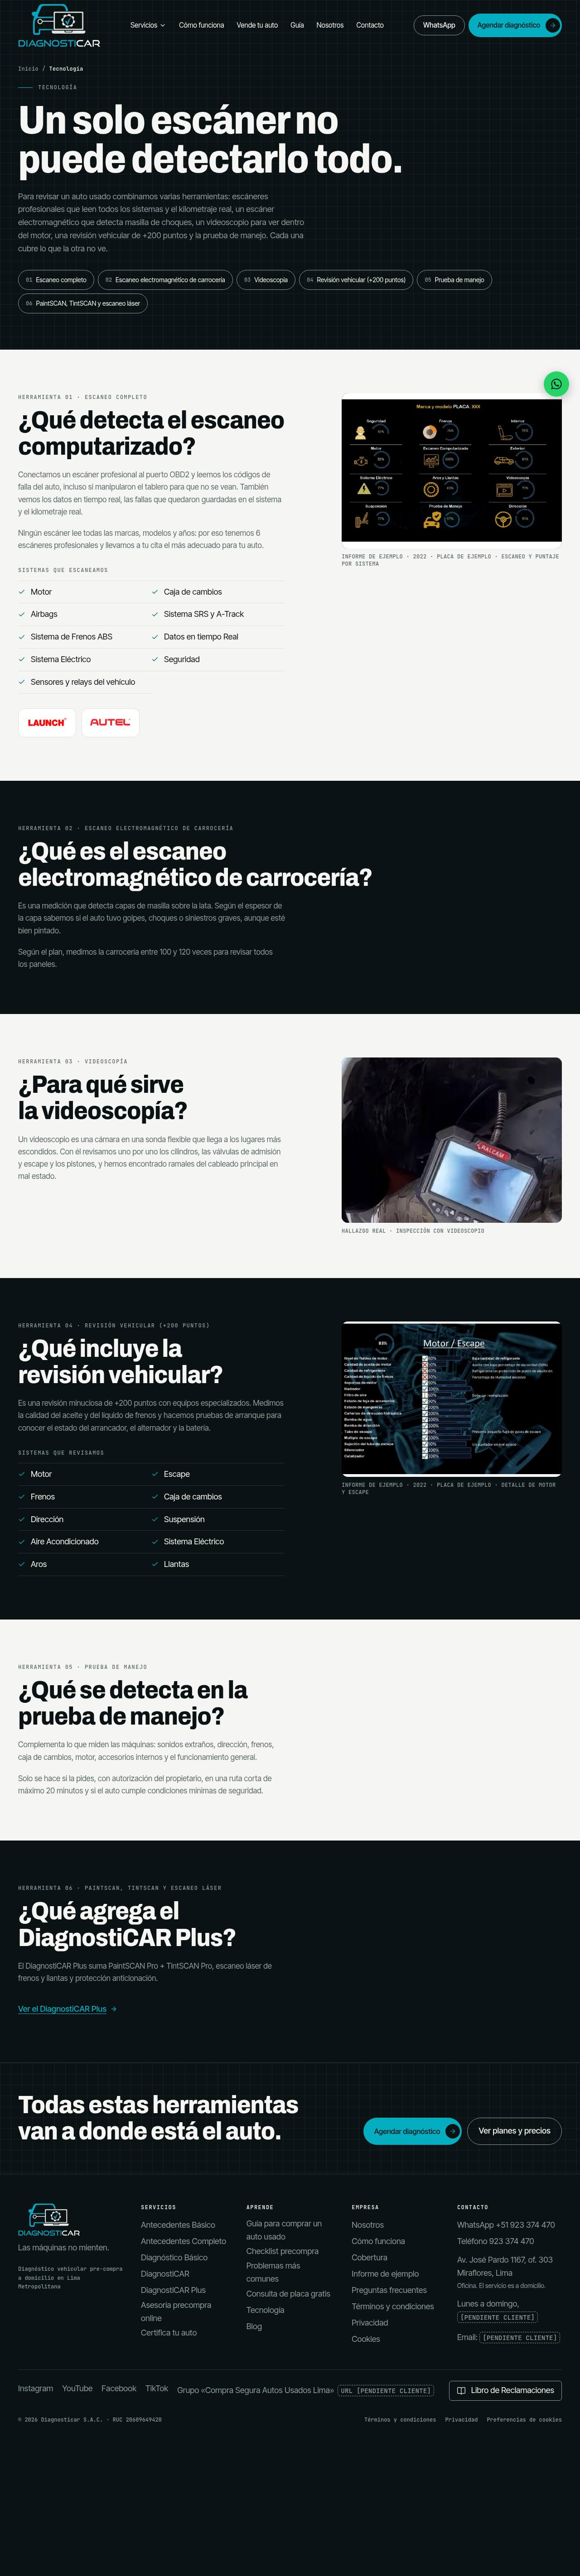 DIAGNOSTICAR
Servicios
Cómo funciona
Vende tu auto
Guía
Nosotros
Contacto
WhatsApp
Agendar diagnóstico
Inicio / Tecnología
TECNOLOGÍA
Un solo escáner no
puede detectarlo todo.
Para revisar un auto usado combinamos varias herramientas: escáneres
profesionales que leen todos los sistemas y el kilometraje real, un escáner
electromagnético que detecta masilla de choques, un videoscopio para ver dentro
del motor, una revisión vehicular de +200 puntos y la prueba de manejo. Cada una
cubre lo que la otra no ve.
01 Escaneo completo
02 Escaneo electromagnético de carrocería
03 Videoscopía
04 Revisión vehicular (+200 puntos)
05 Prueba de manejo
06 PaintSCAN, TintSCAN y escaneo láser
HERRAMIENTA 01 · ESCANEO COMPLETO
¿Qué detecta el escaneo
computarizado?
Conectamos un escáner profesional al puerto OBD2 y leemos los códigos de
falla del auto, incluso si manipularon el tablero para que no se vean. También
vemos los datos en tiempo real, las fallas que quedaron guardadas en el sistema
y el kilometraje real.
Ningún escáner lee todas las marcas, modelos y años: por eso tenemos 6
escáneres profesionales y llevamos a tu cita el más adecuado para tu auto.
SISTEMAS QUE ESCANEAMOS
Motor
Caja de cambios
Airbags
Sistema SRS y A-Track
Sistema de Frenos ABS
Datos en tiempo Real
Sistema Eléctrico
Seguridad
Sensores y relays del vehículo
LAUNCH
AUTEL
Marca y modelo PLACA: XXX
Seguridad
Frenos
Interior
Motor
Escaneo Computarizado
Exterior
Sistema Eléctrico
Aros y Llantas
Videoscopía
Suspensión
Prueba de Manejo
Dirección
INFORME DE EJEMPLO · 2022 · PLACA DE EJEMPLO · ESCANEO Y PUNTAJE
POR SISTEMA
HERRAMIENTA 02 · ESCANEO ELECTROMAGNÉTICO DE CARROCERÍA
¿Qué es el escaneo
electromagnético de carrocería?
Es una medición que detecta capas de masilla sobre la lata. Según el espesor de
la capa sabemos si el auto tuvo golpes, choques o siniestros graves, aunque esté
bien pintado.
Según el plan, medimos la carrocería entre 100 y 120 veces para revisar todos
los paneles.
HERRAMIENTA 03 · VIDEOSCOPÍA
¿Para qué sirve
la videoscopía?
Un videoscopio es una cámara en una sonda flexible que llega a los lugares más
escondidos. Con él revisamos uno por uno los cilindros, las válvulas de admisión
y escape y los pistones, y hemos encontrado ramales del cableado principal en
mal estado.
RALCAM
HALLAZGO REAL · INSPECCIÓN CON VIDEOSCOPIO
HERRAMIENTA 04 · REVISIÓN VEHICULAR (+200 PUNTOS)
¿Qué incluye la
revisión vehicular?
Es una revisión minuciosa de +200 puntos con equipos especializados. Medimos
la calidad del aceite y del líquido de frenos y hacemos pruebas de arranque para
conocer el estado del arrancador, el alternador y la batería.
SISTEMAS QUE REVISAMOS
Motor
Escape
Frenos
Caja de cambios
Dirección
Suspensión
Aire Acondicionado
Sistema Eléctrico
Aros
Llantas
Motor / Escape
INFORME DE EJEMPLO · 2022 · PLACA DE EJEMPLO · DETALLE DE MOTOR
Y ESCAPE
HERRAMIENTA 05 · PRUEBA DE MANEJO
¿Qué se detecta en la
prueba de manejo?
Complementa lo que miden las máquinas: sonidos extraños, dirección, frenos,
caja de cambios, motor, accesorios internos y el funcionamiento general.
Solo se hace si la pides, con autorización del propietario, en una ruta corta de
máximo 20 minutos y si el auto cumple condiciones mínimas de seguridad.
HERRAMIENTA 06 · PAINTSCAN, TINTSCAN Y ESCANEO LÁSER
¿Qué agrega el
DiagnostiCAR Plus?
El DiagnostiCAR Plus suma PaintSCAN Pro + TintSCAN Pro, escaneo láser de
frenos y llantas y protección anticlonación.
Ver el DiagnostiCAR Plus
Todas estas herramientas
van a donde está el auto.
Agendar diagnóstico
Ver planes y precios
DIAGNOSTICAR
Las máquinas no mienten.
Diagnóstico vehicular pre-compra
a domicilio en Lima
Metropolitana
SERVICIOS
Antecedentes Básico
Antecedentes Completo
Diagnóstico Básico
DiagnostiCAR
DiagnostiCAR Plus
Asesoría precompra
online
Certifica tu auto
APRENDE
Guía para comprar un
auto usado
Checklist precompra
Problemas más
comunes
Consulta de placa gratis
Tecnología
Blog
EMPRESA
Nosotros
Cómo funciona
Cobertura
Informe de ejemplo
Preguntas frecuentes
Términos y condiciones
Privacidad
Cookies
CONTACTO
WhatsApp +51 923 374 470
Teléfono 923 374 470
Av. José Pardo 1167, of. 303
Miraflores, Lima
Oficina. El servicio es a domicilio.
Lunes a domingo,
[PENDIENTE CLIENTE]
Email: [PENDIENTE CLIENTE]
Instagram
YouTube
Facebook
TikTok
Grupo «Compra Segura Autos Usados Lima» URL [PENDIENTE CLIENTE]
Libro de Reclamaciones
© 2026 Diagnosticar S.A.C. · RUC 20609649420
Términos y condiciones
Privacidad
Preferencias de cookies